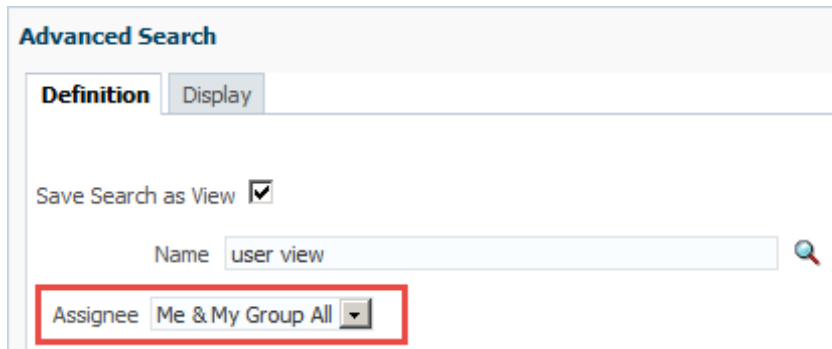 Advanced Search
Definition Display
Save Search as View
Name user view
Assignee Me & My Group All